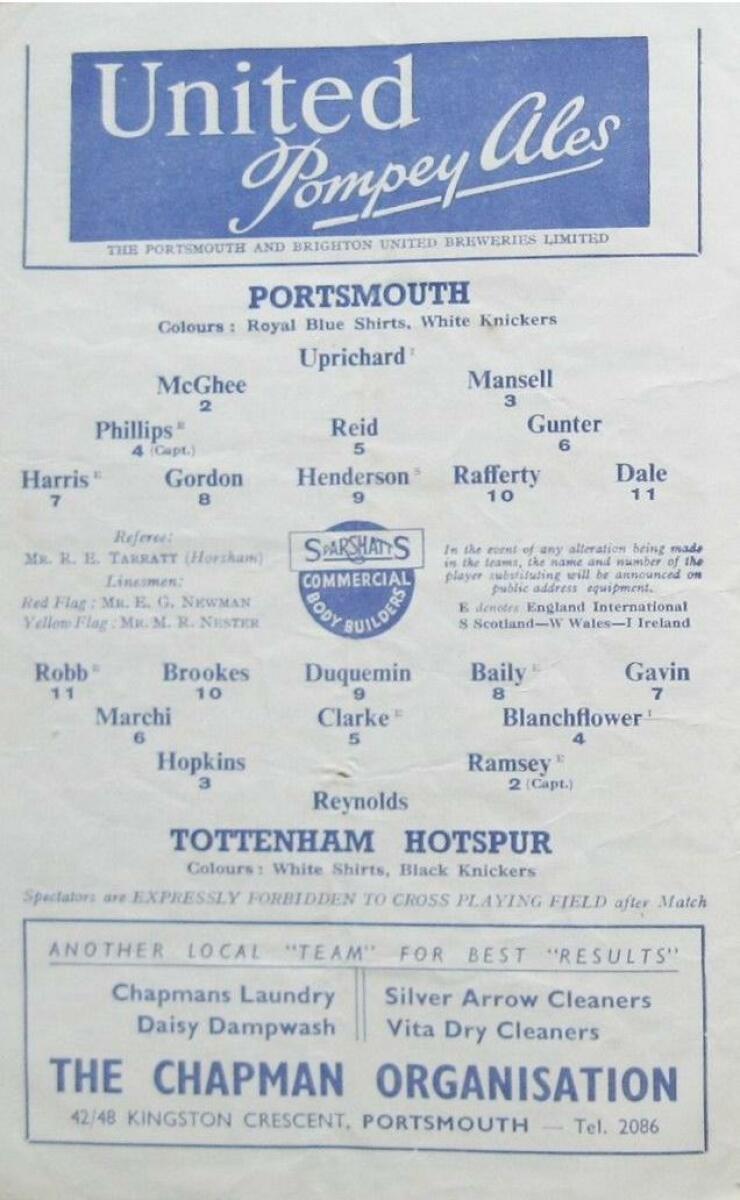 United
Pompey Ales
THE PORTSMOUTH AND BRIGHTON UNITED BREWERIES LIMITED
PORTSMOUTH
Colours : Royal Blue Shirts, White Knickers
Uprichard I
McGhee Mansell
2 3
Phillips E Reid Gunter
4 (Capt.) 5 6
Harris E Gordon Henderson S Rafferty Dale
7 8 9 10 11
Referee:
MR. R. E. TARRATT (Horsham)
Linesmen:
Red Flag : MR. E. G. NEWMAN
Yellow Flag : MR. M. R. NESTER
SPARSHATTS
COMMERCIAL
BODY BUILDERS
In the event of any alteration being made
in the teams, the name and number of the
player substituting will be announced on
public address equipment.
E denotes England International
S Scotland—W Wales—I Ireland
Robb E Brookes Duquemin Baily E Gavin
11 10 9 8 7
Marchi Clarke E Blanchflower I
6 5 4
Hopkins Ramsey E
3 2 (Capt.)
Reynolds
TOTTENHAM HOTSPUR
Colours : White Shirts, Black Knickers
Spectators are EXPRESSLY FORBIDDEN TO CROSS PLAYING FIELD after Match
ANOTHER LOCAL "TEAM" FOR BEST "RESULTS"
Chapmans Laundry Silver Arrow Cleaners
Daisy Dampwash Vita Dry Cleaners
THE CHAPMAN ORGANISATION
42/48 KINGSTON CRESCENT, PORTSMOUTH — Tel. 2086